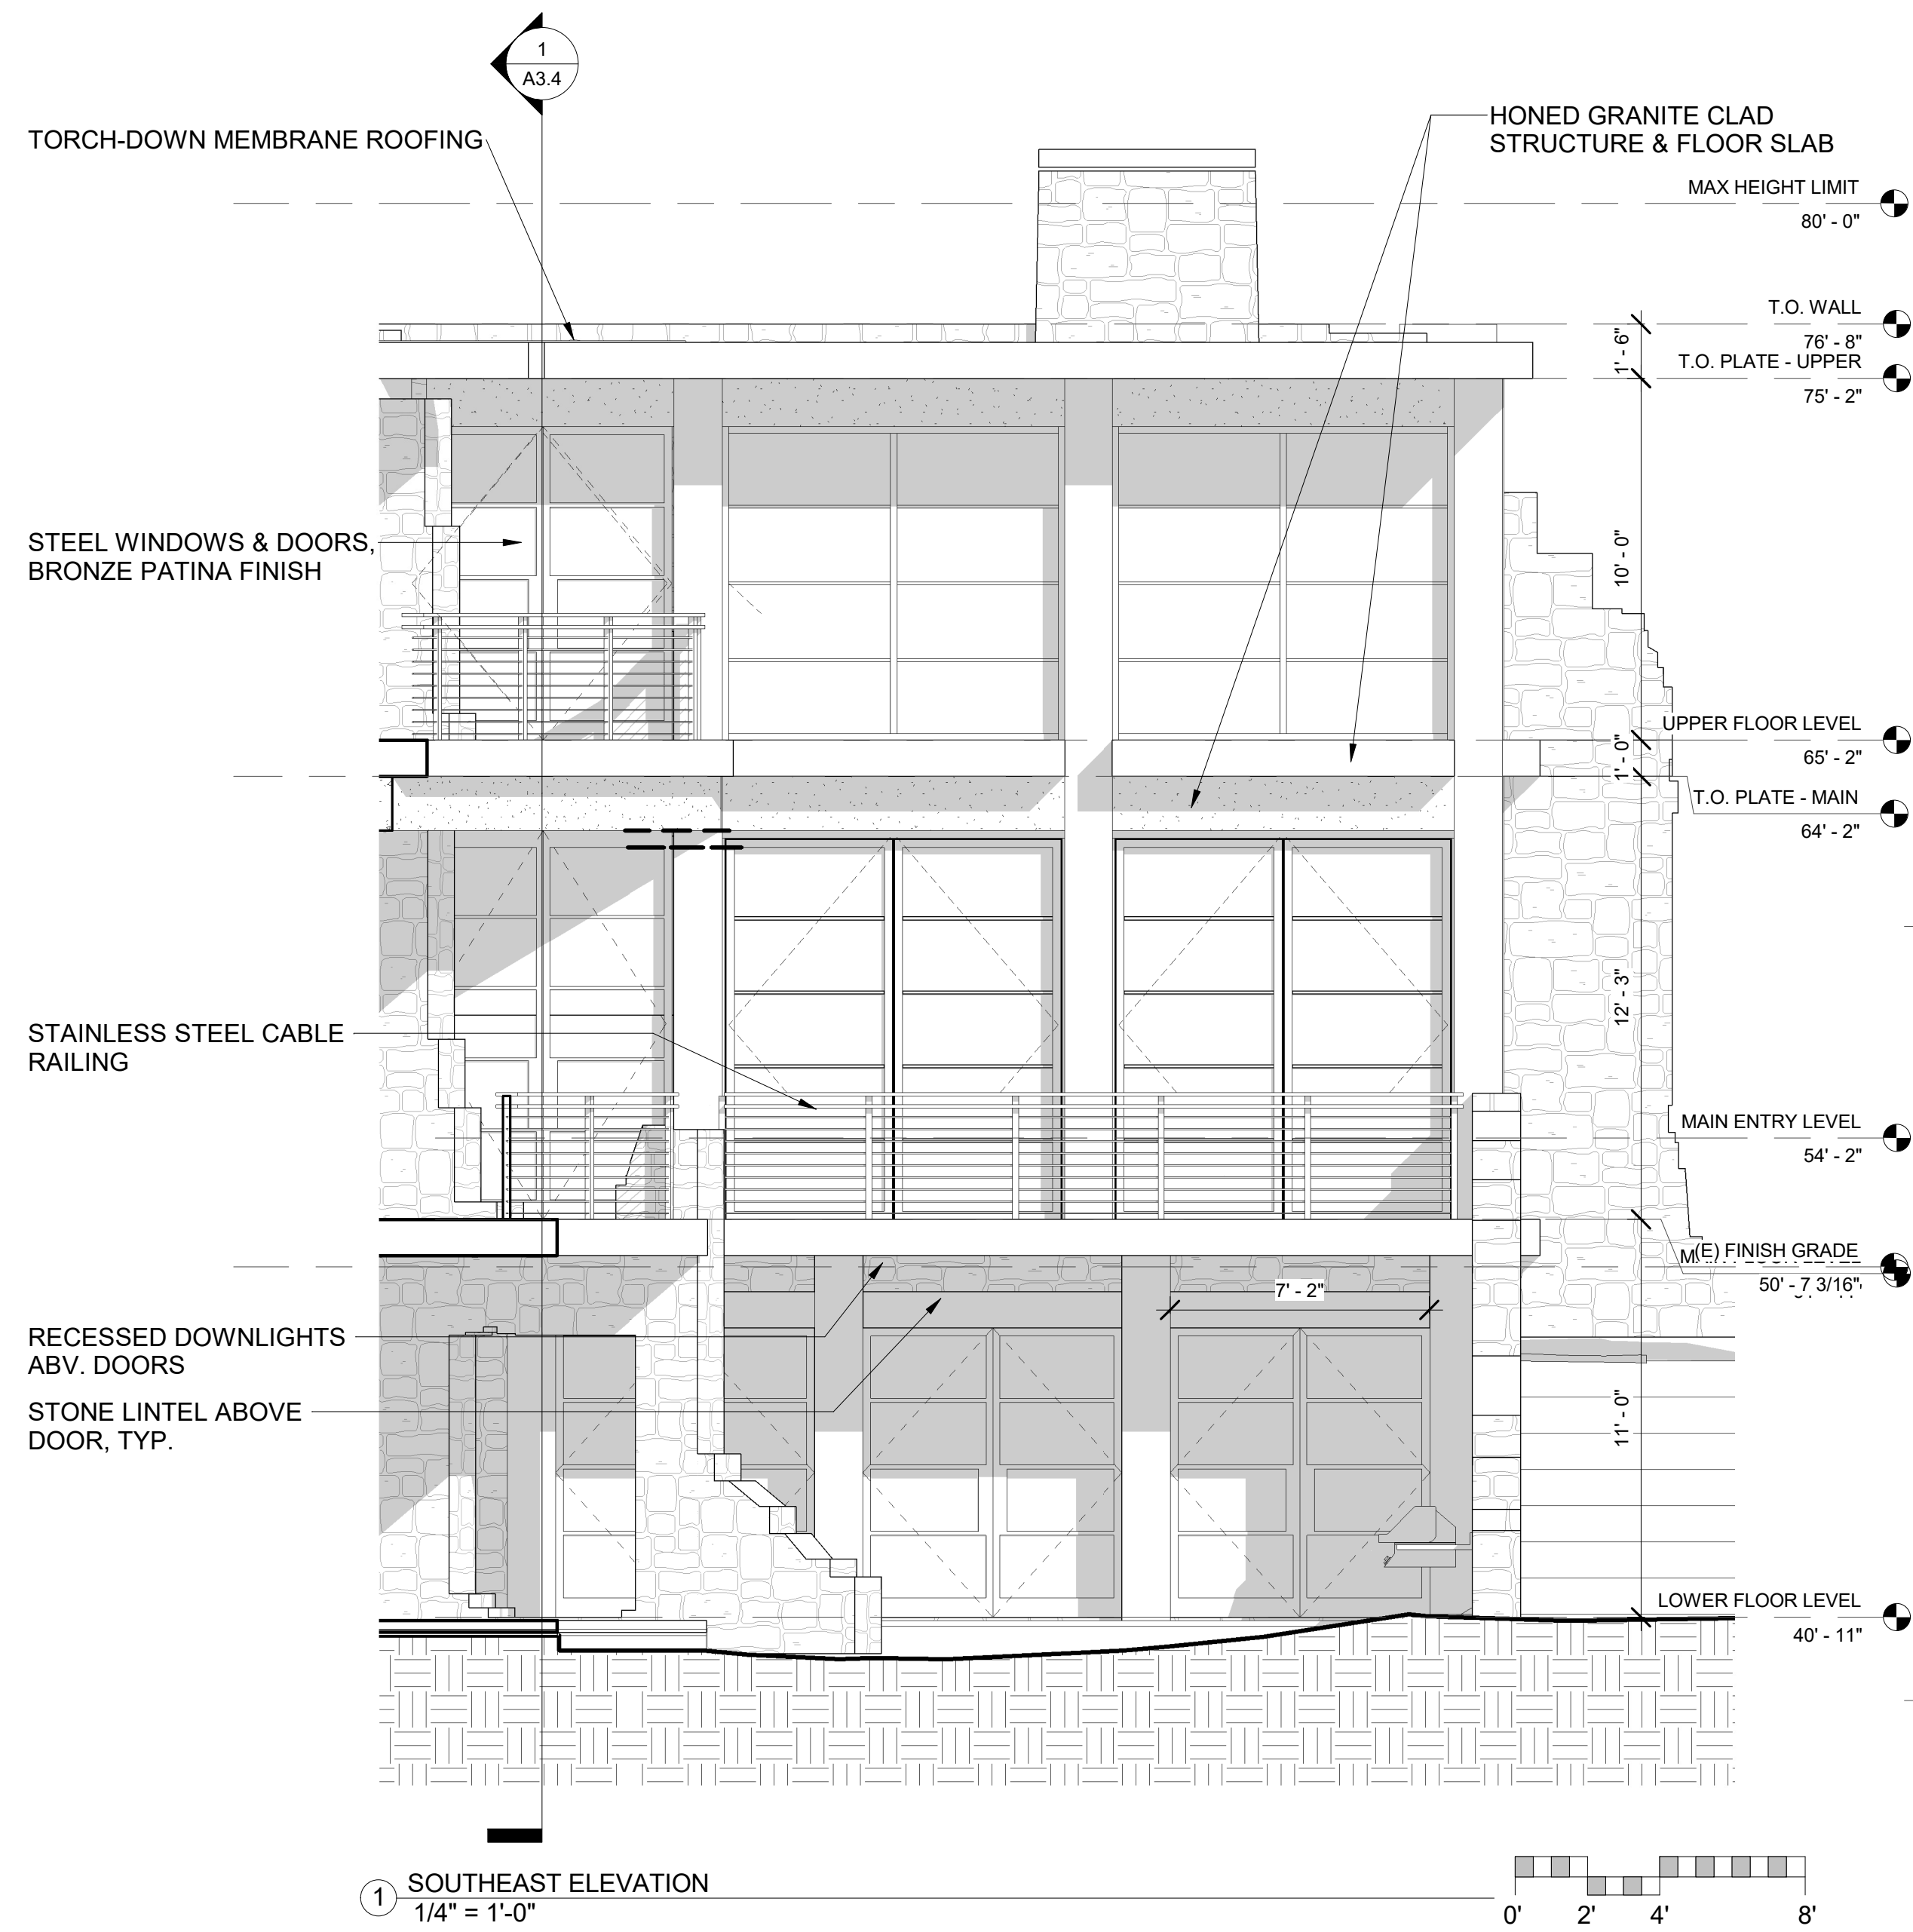 1
A3.4
TORCH-DOWN MEMBRANE ROOFING
HONED GRANITE CLAD
STRUCTURE & FLOOR SLAB
MAX HEIGHT LIMIT
80' - 0"
T.O. WALL
76' - 8"
1' - 6"
T.O. PLATE - UPPER
75' - 2"
STEEL WINDOWS & DOORS,
BRONZE PATINA FINISH
10' - 0"
UPPER FLOOR LEVEL
65' - 2"
1' - 0"
T.O. PLATE - MAIN
64' - 2"
12' - 3"
STAINLESS STEEL CABLE
RAILING
MAIN ENTRY LEVEL
54' - 2"
(E) FINISH GRADE
50' - 7 3/16"
7' - 2"
RECESSED DOWNLIGHTS
ABV. DOORS
STONE LINTEL ABOVE
DOOR, TYP.
11' - 0"
LOWER FLOOR LEVEL
40' - 11"
1
SOUTHEAST ELEVATION
1/4" = 1'-0"
0' 2' 4' 8'